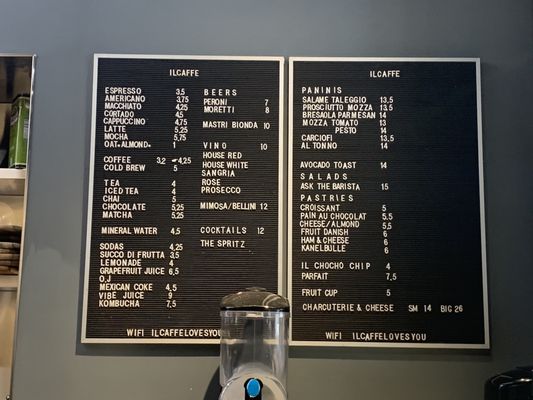 ILCAFFE
ESPRESSO 3,5
AMERICANO 3,75
MACCHIATO 4,25
CORTADO 4,5
CAPPUCCINO 4,75
LATTE 5,25
MOCHA 5,75
OAT+ALMOND+ 1
COFFEE 3,2 - 4,25
COLD BREW 5
TEA 4
ICED TEA 4
CHAI 5
CHOCOLATE 5,25
MATCHA 5,25
MINERAL WATER 4,5
SODAS 4,25
SUCCO DI FRUTTA 3,5
LEMONADE 4
GRAPEFRUIT JUICE 6,5
O.J
MEXICAN COKE 4,5
VIBE JUICE 9
KOMBUCHA 7,5
BEERS
PERONI 7
MORETTI 8
MASTRI BIONDA 10
VINO 10
HOUSE RED
HOUSE WHITE
SANGRIA
ROSE
PROSECCO
MIMOSA/BELLINI 12
COCKTAILS 12
THE SPRITZ
WIFI ILCAFFELOVESYOU
ILCAFFE
PANINIS
SALAME TALEGGIO 13,5
PROSCIUTTO MOZZA 13,5
BRESAOLA PARMESAN 14
MOZZA TOMATO 13
PESTO 14
CARCIOFI 13,5
AL TONNO 14
AVOCADO TOAST 14
SALADS
ASK THE BARISTA 15
PASTRIES
CROISSANT 5
PAIN AU CHOCOLAT 5,5
CHEESE/ALMOND 5,5
FRUIT DANISH 6
HAM & CHEESE 6
KANELBULLE 6
IL CHOCHO CHIP 4
PARFAIT 7,5
FRUIT CUP 5
CHARCUTERIE & CHEESE SM 14 BIG 26
WIFI ILCAFFELOVESYOU